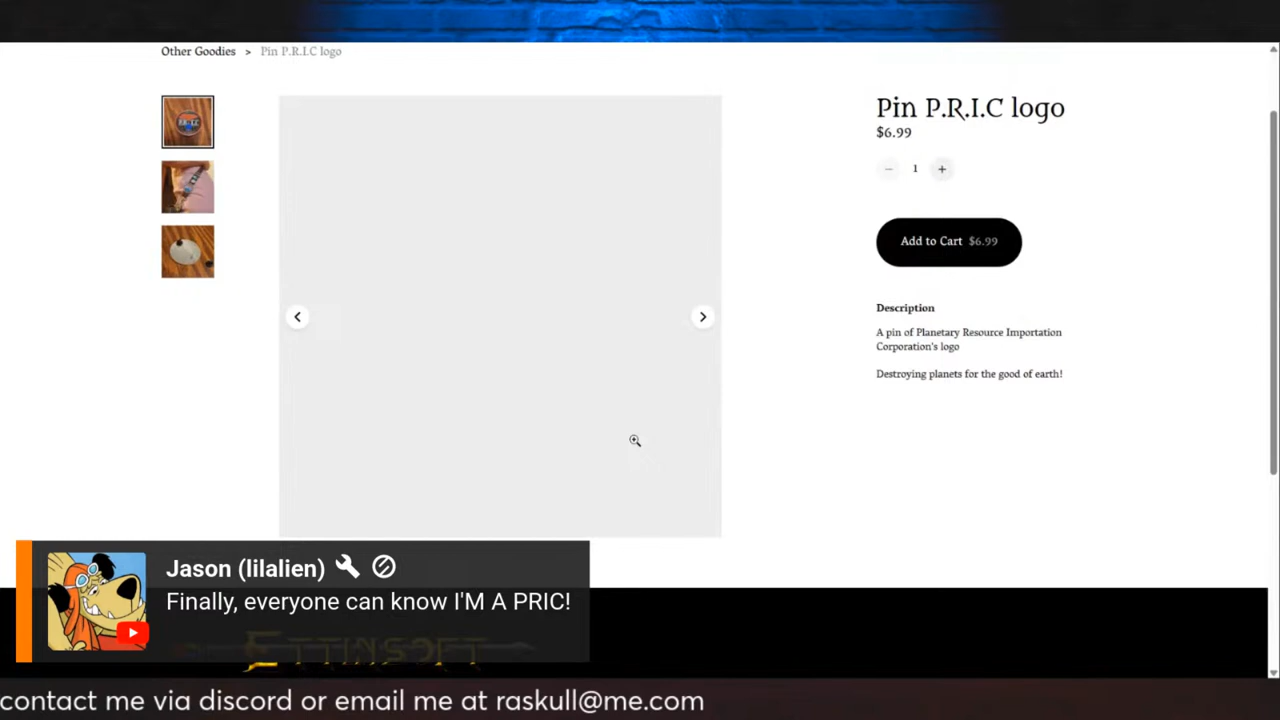 Other Goodies > Pin P.R.I.C logo
Pin P.R.I.C logo
$6.99
1
Add to Cart $6.99
Description
A pin of Planetary Resource Importation
Corporation's logo
Destroying planets for the good of earth!
Jason (lilalien)
Finally, everyone can know I'M A PRIC!
ETTINSOFT
contact me via discord or email me at raskull@me.com